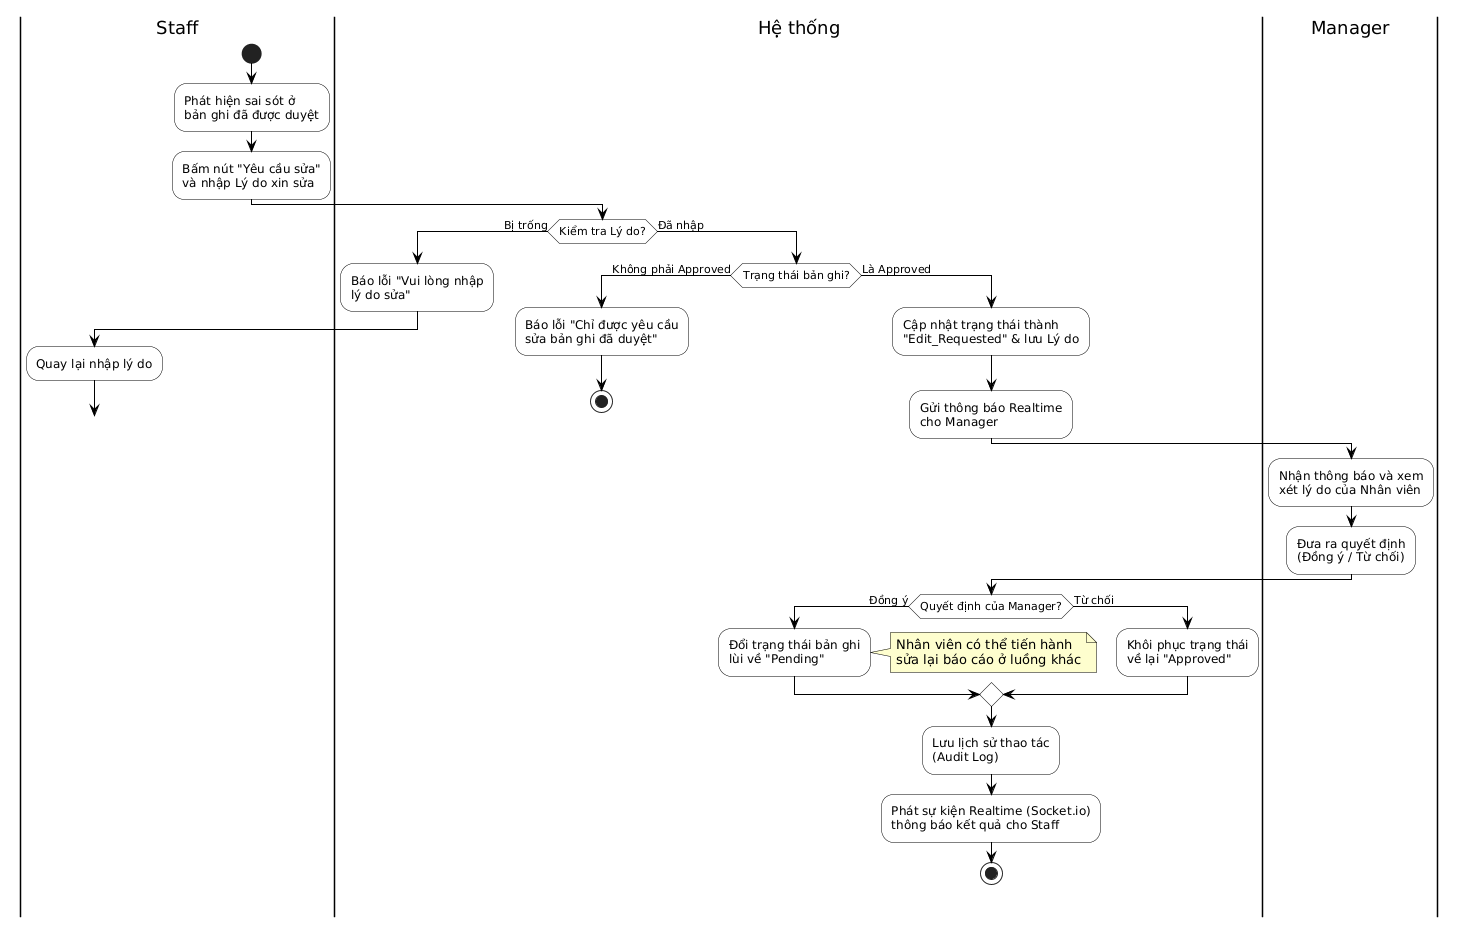 Staff
Hệ thống
Manager
Phát hiện sai sót ở
bản ghi đã được duyệt
Bấm nút "Yêu cầu sửa"
và nhập Lý do xin sửa
Bị trống
Kiểm tra Lý do?
Đã nhập
Báo lỗi "Vui lòng nhập
lý do sửa"
Không phải Approved
Trạng thái bản ghi?
Là Approved
Báo lỗi "Chỉ được yêu cầu
sửa bản ghi đã duyệt"
Cập nhật trạng thái thành
"Edit_Requested" & lưu Lý do
Quay lại nhập lý do
Gửi thông báo Realtime
cho Manager
Nhận thông báo và xem
xét lý do của Nhân viên
Đưa ra quyết định
(Đồng ý / Từ chối)
Đồng ý
Quyết định của Manager?
Từ chối
Đổi trạng thái bản ghi
lùi về "Pending"
Nhân viên có thể tiến hành
sửa lại báo cáo ở luồng khác
Khôi phục trạng thái
về lại "Approved"
Lưu lịch sử thao tác
(Audit Log)
Phát sự kiện Realtime (Socket.io)
thông báo kết quả cho Staff